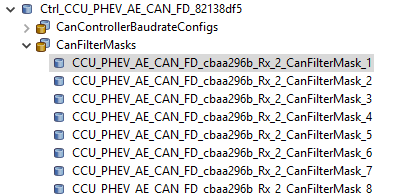 Ctrl_CCU_PHEV_AE_CAN_FD_82138df5
CanControllerBaudrateConfigs
CanFilterMasks
CCU_PHEV_AE_CAN_FD_cbaa296b_Rx_2_CanFilterMask_1
CCU_PHEV_AE_CAN_FD_cbaa296b_Rx_2_CanFilterMask_2
CCU_PHEV_AE_CAN_FD_cbaa296b_Rx_2_CanFilterMask_3
CCU_PHEV_AE_CAN_FD_cbaa296b_Rx_2_CanFilterMask_4
CCU_PHEV_AE_CAN_FD_cbaa296b_Rx_2_CanFilterMask_5
CCU_PHEV_AE_CAN_FD_cbaa296b_Rx_2_CanFilterMask_6
CCU_PHEV_AE_CAN_FD_cbaa296b_Rx_2_CanFilterMask_7
CCU_PHEV_AE_CAN_FD_cbaa296b_Rx_2_CanFilterMask_8